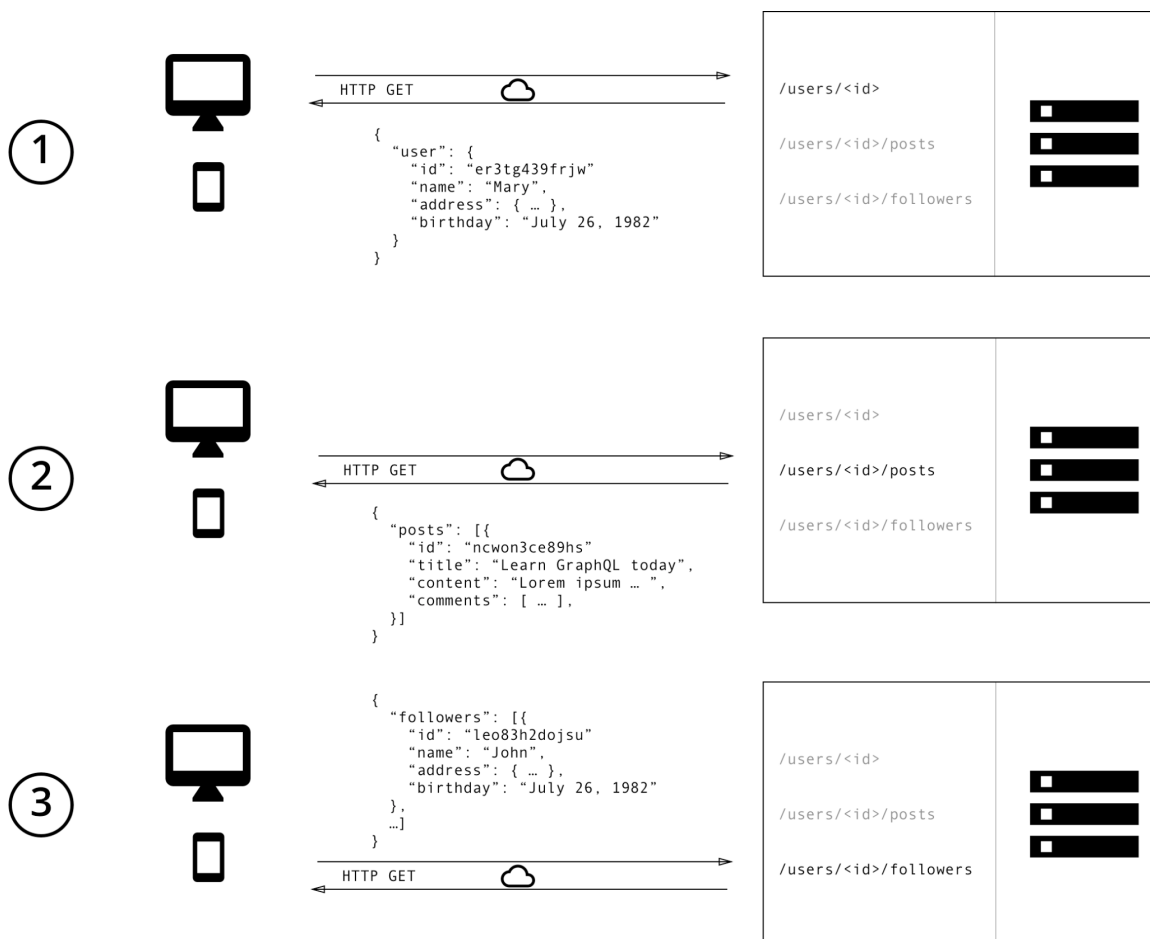 1
HTTP GET
{
“user”: {
“id”: “er3tg439frjw”
“name”: “Mary”,
“address”: { … },
“birthday”: “July 26, 1982”
}
}
/users/<id>
/users/<id>/posts
/users/<id>/followers
2
HTTP GET
{
“posts”: [{
“id”: “ncwon3ce89hs”
“title”: “Learn GraphQL today”,
“content”: “Lorem ipsum … ”,
“comments”: [ … ],
}]
}
/users/<id>
/users/<id>/posts
/users/<id>/followers
3
{
“followers”: [{
“id”: “leo83h2dojsu”
“name”: “John”,
“address”: { … },
“birthday”: “July 26, 1982”
},
…]
}
HTTP GET
/users/<id>
/users/<id>/posts
/users/<id>/followers